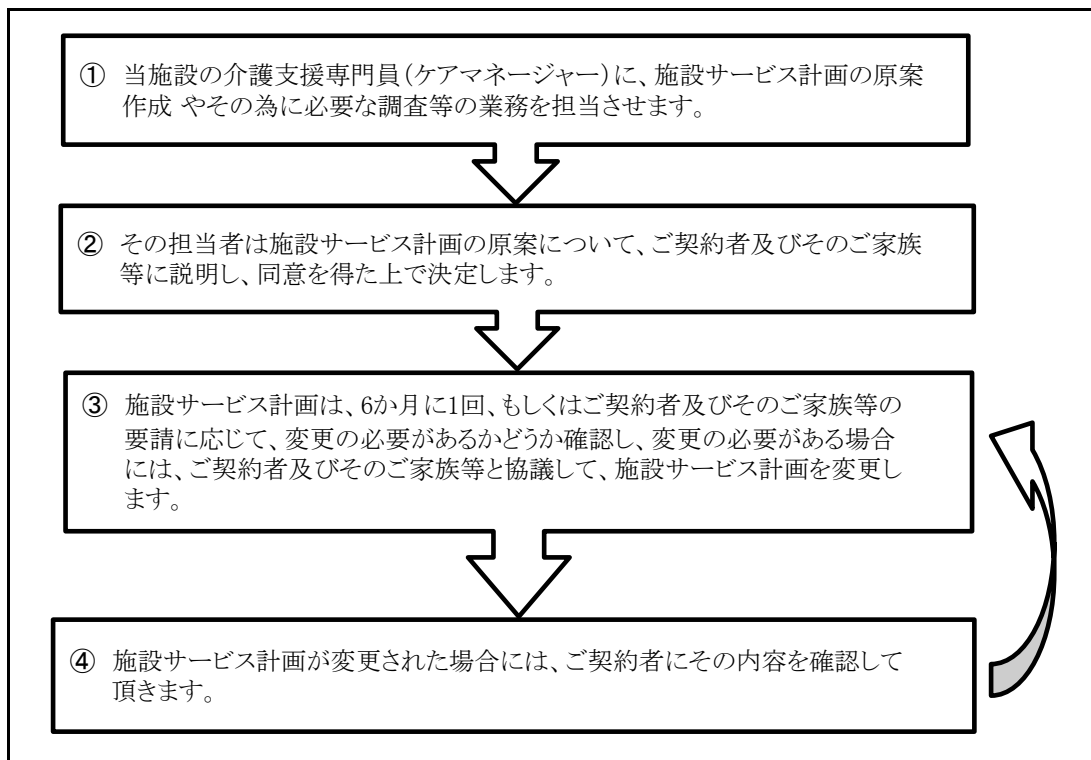 ① 当施設の介護支援専門員(ケアマネージャー)に、施設サービス計画の原案
作成 やその為に必要な調査等の業務を担当させます。
② その担当者は施設サービス計画の原案について、ご契約者及びそのご家族
等に説明し、同意を得た上で決定します。
③ 施設サービス計画は、6か月に1回、もしくはご契約者及びそのご家族等の
要請に応じて、変更の必要があるかどうか確認し、変更の必要がある場合
には、ご契約者及びそのご家族等と協議して、施設サービス計画を変更し
ます。
④ 施設サービス計画が変更された場合には、ご契約者にその内容を確認して
頂きます。